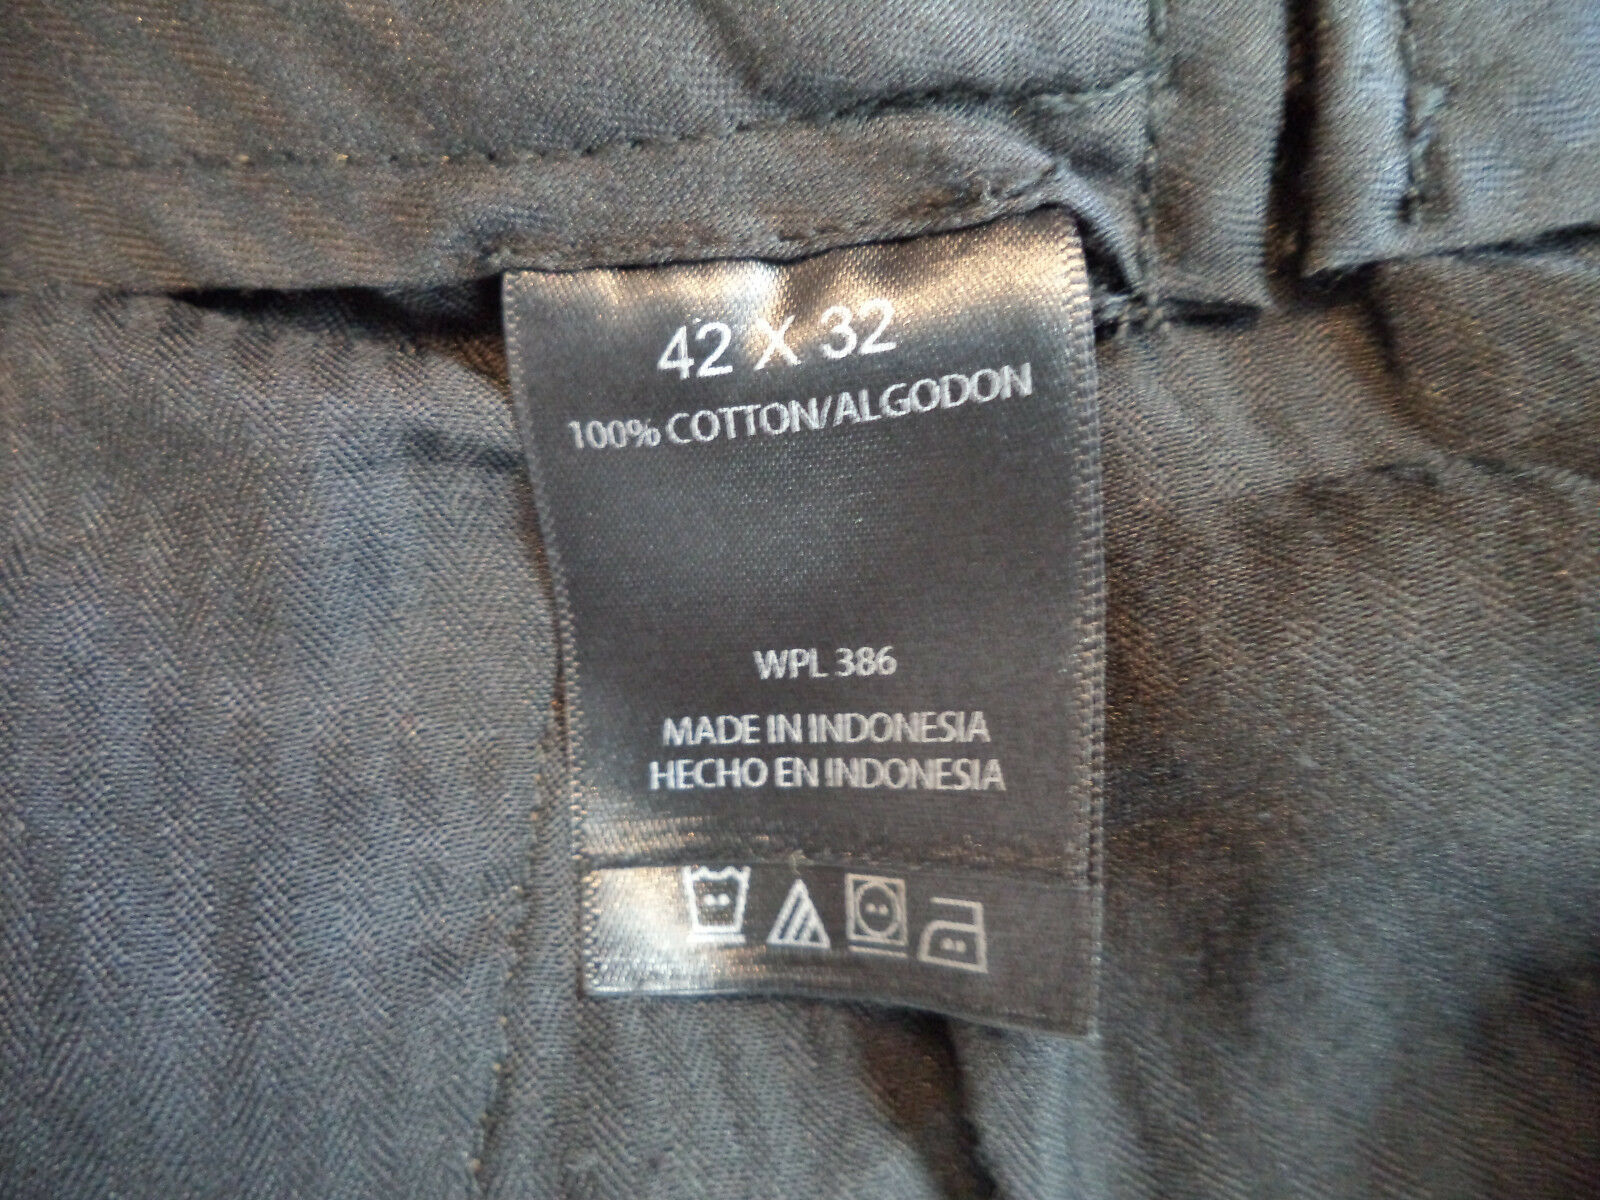 42 X 32
100% COTTON/ALGODON
WPL 386
MADE IN INDONESIA
HECHO EN INDONESIA